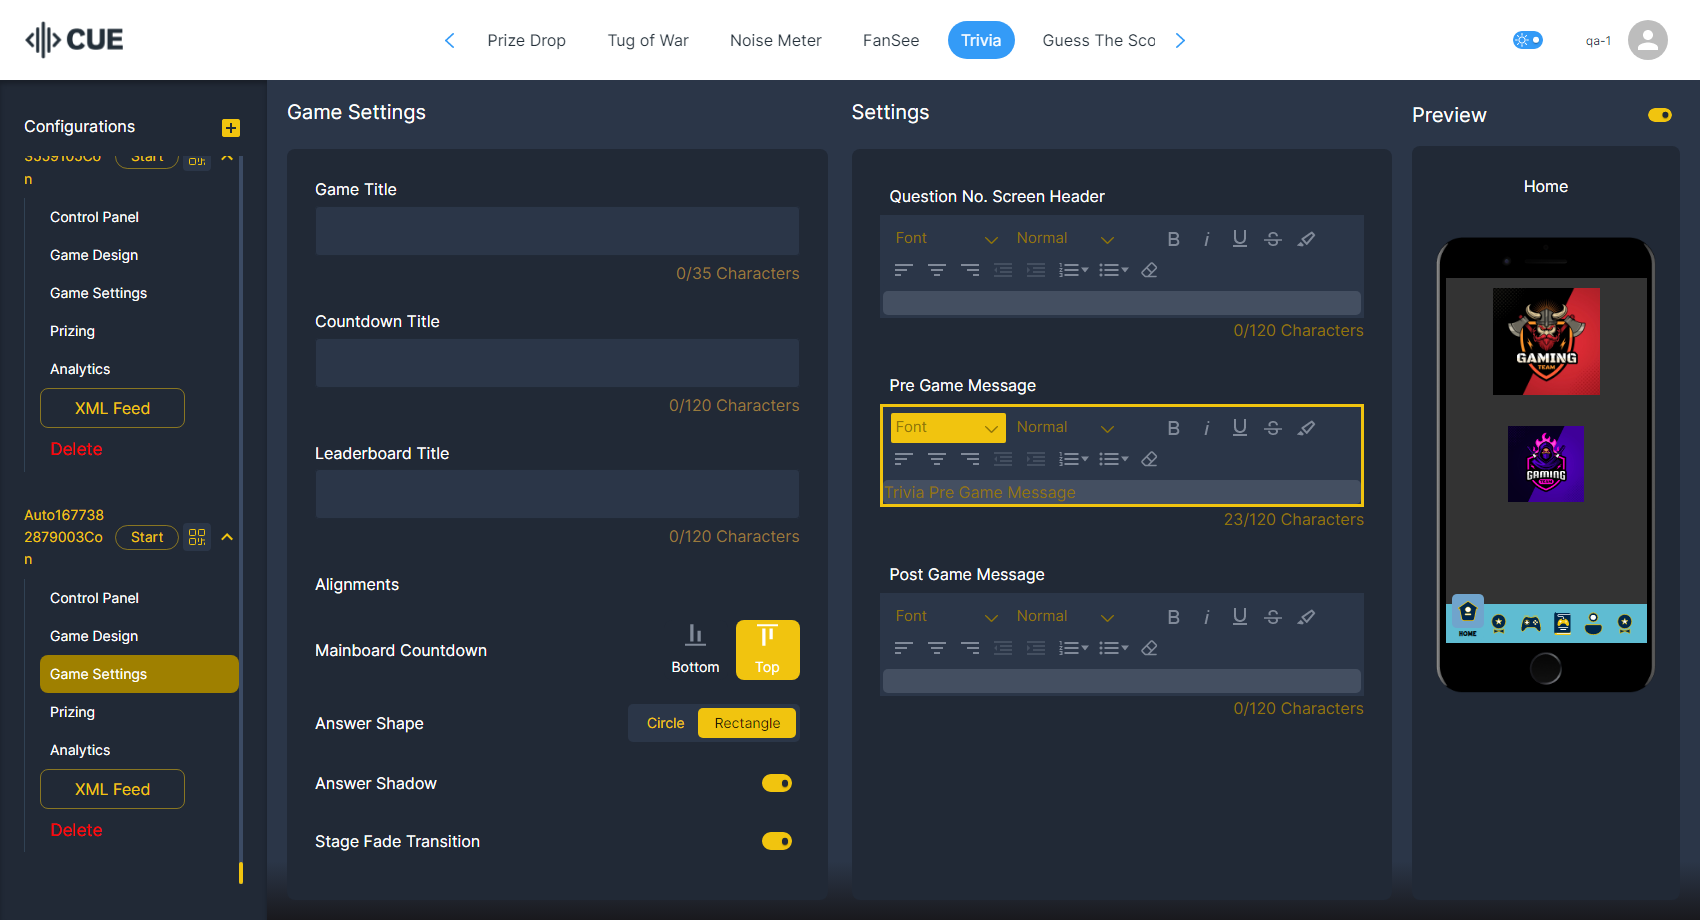 CUE
Prize Drop
Tug of War
Noise Meter
FanSee
Trivia
Guess The Sco
qa-1
Configurations
3559105Co
n
Start
Control Panel
Game Design
Game Settings
Prizing
Analytics
XML Feed
Delete
Auto167738
2879003Co
n
Start
Control Panel
Game Design
Game Settings
Prizing
Analytics
XML Feed
Delete
Game Settings
Game Title
0/35 Characters
Countdown Title
0/120 Characters
Leaderboard Title
0/120 Characters
Alignments
Mainboard Countdown
Bottom
Top
Answer Shape
Circle
Rectangle
Answer Shadow
Stage Fade Transition
Settings
Question No. Screen Header
Font
Normal
0/120 Characters
Pre Game Message
Font
Normal
Trivia Pre Game Message
23/120 Characters
Post Game Message
Font
Normal
0/120 Characters
Preview
Home
GAMING
TEAM
GAMING
TEAM
HOME